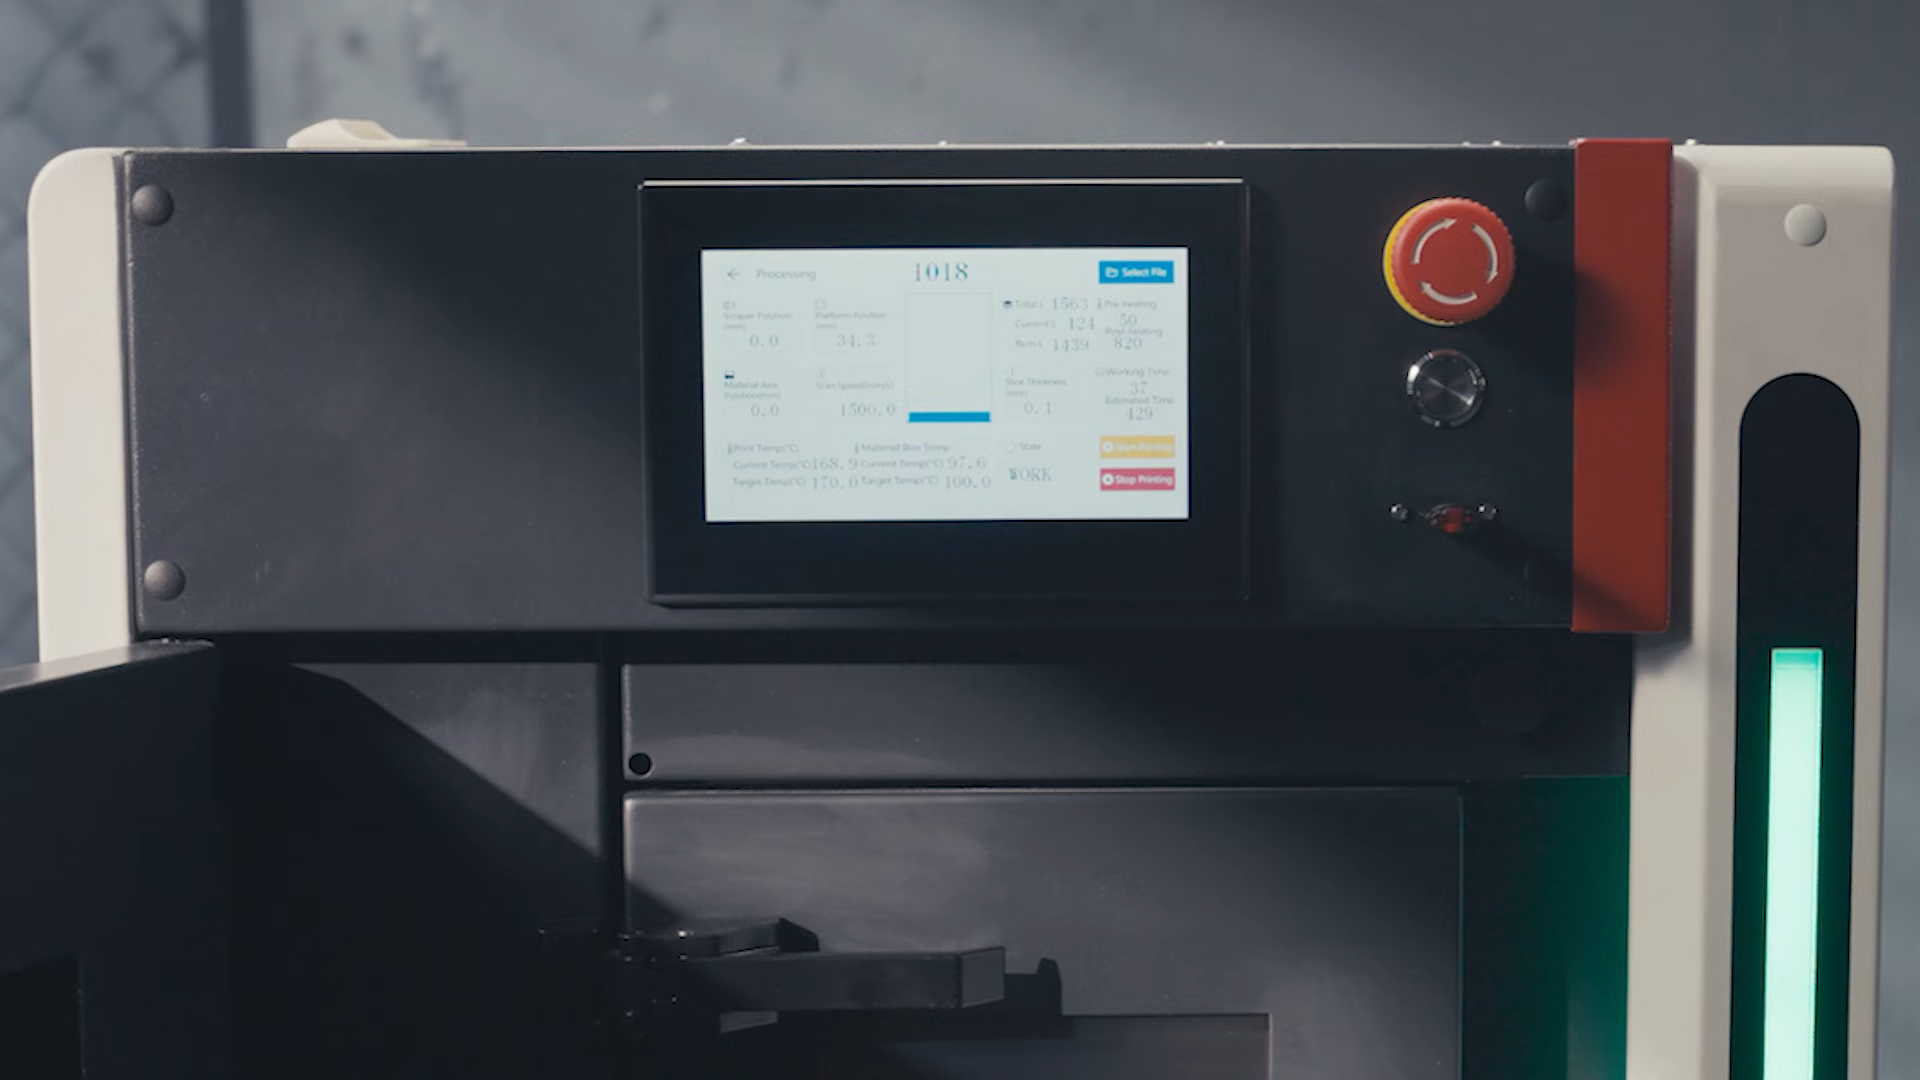 Processing 1018 Select File
Scraper Position (mm) 0.0
Platform Position (mm) 34.3
Total L 1563
Current L 124
Rem L 1439
Pre-heating 50
Post-heating 820
Material Axis Position(mm) 0.0
Scan Speed(mm/s) 1500.0
Slice Thickness (mm) 0.1
Working Time 37
Estimated Time 429
Print Temp(°C)
Current Temp(°C) 168.9
Target Temp(°C) 170.0
Material Box Temp
Current Temp(°C) 97.6
Target Temp(°C) 100.0
State
WORK
Start Printing
Stop Printing